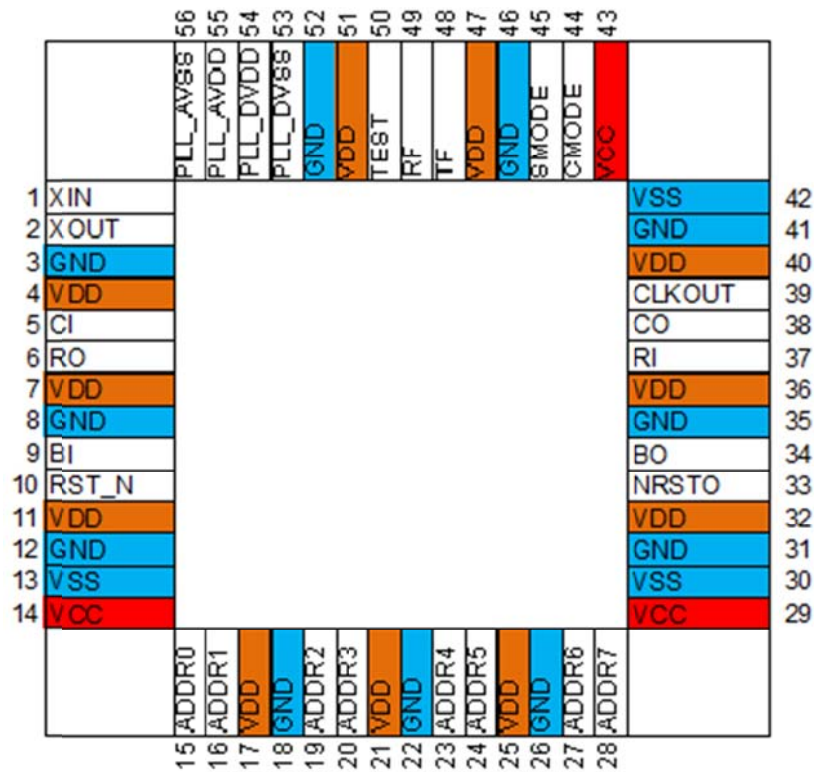 56 PLL_AVSS
55 PLL_AVDD
54 PLL_DVDD
53 PLL_DVSS
52 GND
51 VDD
50 TEST
49 RF
48 TF
47 VDD
46 GND
45 SMODE
44 CMODE
43 VCC
1 XIN
2 XOUT
3 GND
4 VDD
5 CI
6 RO
7 VDD
8 GND
9 BI
10 RST_N
11 VDD
12 GND
13 VSS
14 VCC
VSS 42
GND 41
VDD 40
CLKOUT 39
CO 38
RI 37
VDD 36
GND 35
BO 34
NRSTO 33
VDD 32
GND 31
VSS 30
VCC 29
15 ADDR0
16 ADDR1
17 VDD
18 GND
19 ADDR2
20 ADDR3
21 VDD
22 GND
23 ADDR4
24 ADDR5
25 VDD
26 GND
27 ADDR6
28 ADDR7